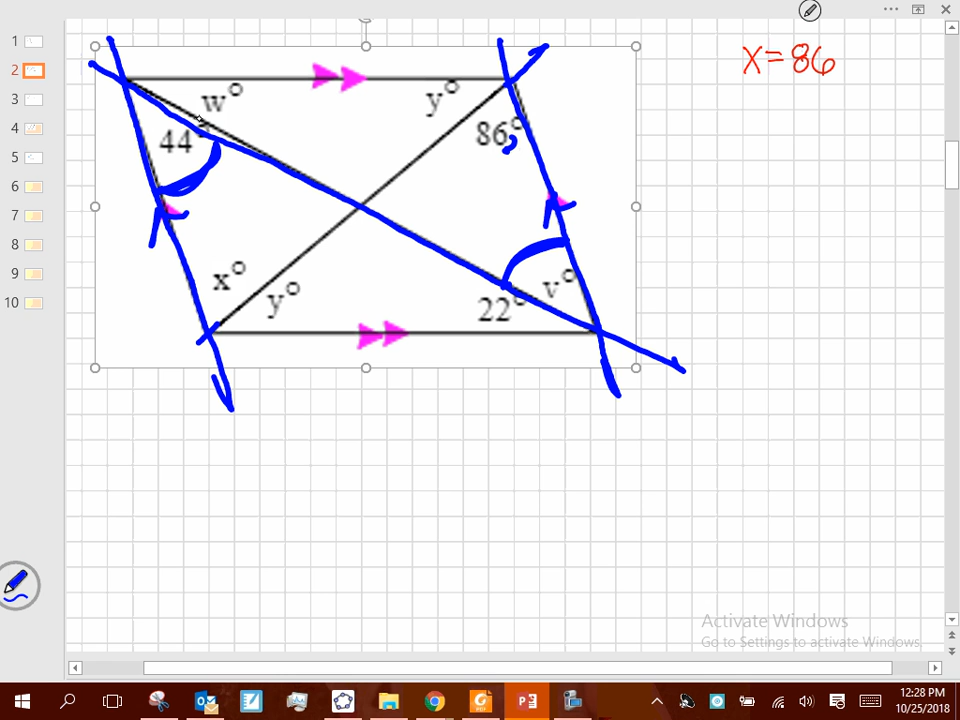 1
2
3
4
5
6
7
8
9
10
X=86
w°
y°
44°
86°
x°
y°
22°
v°
Activate Windows
Go to Settings to activate Windows.
12:28 PM
10/25/2018